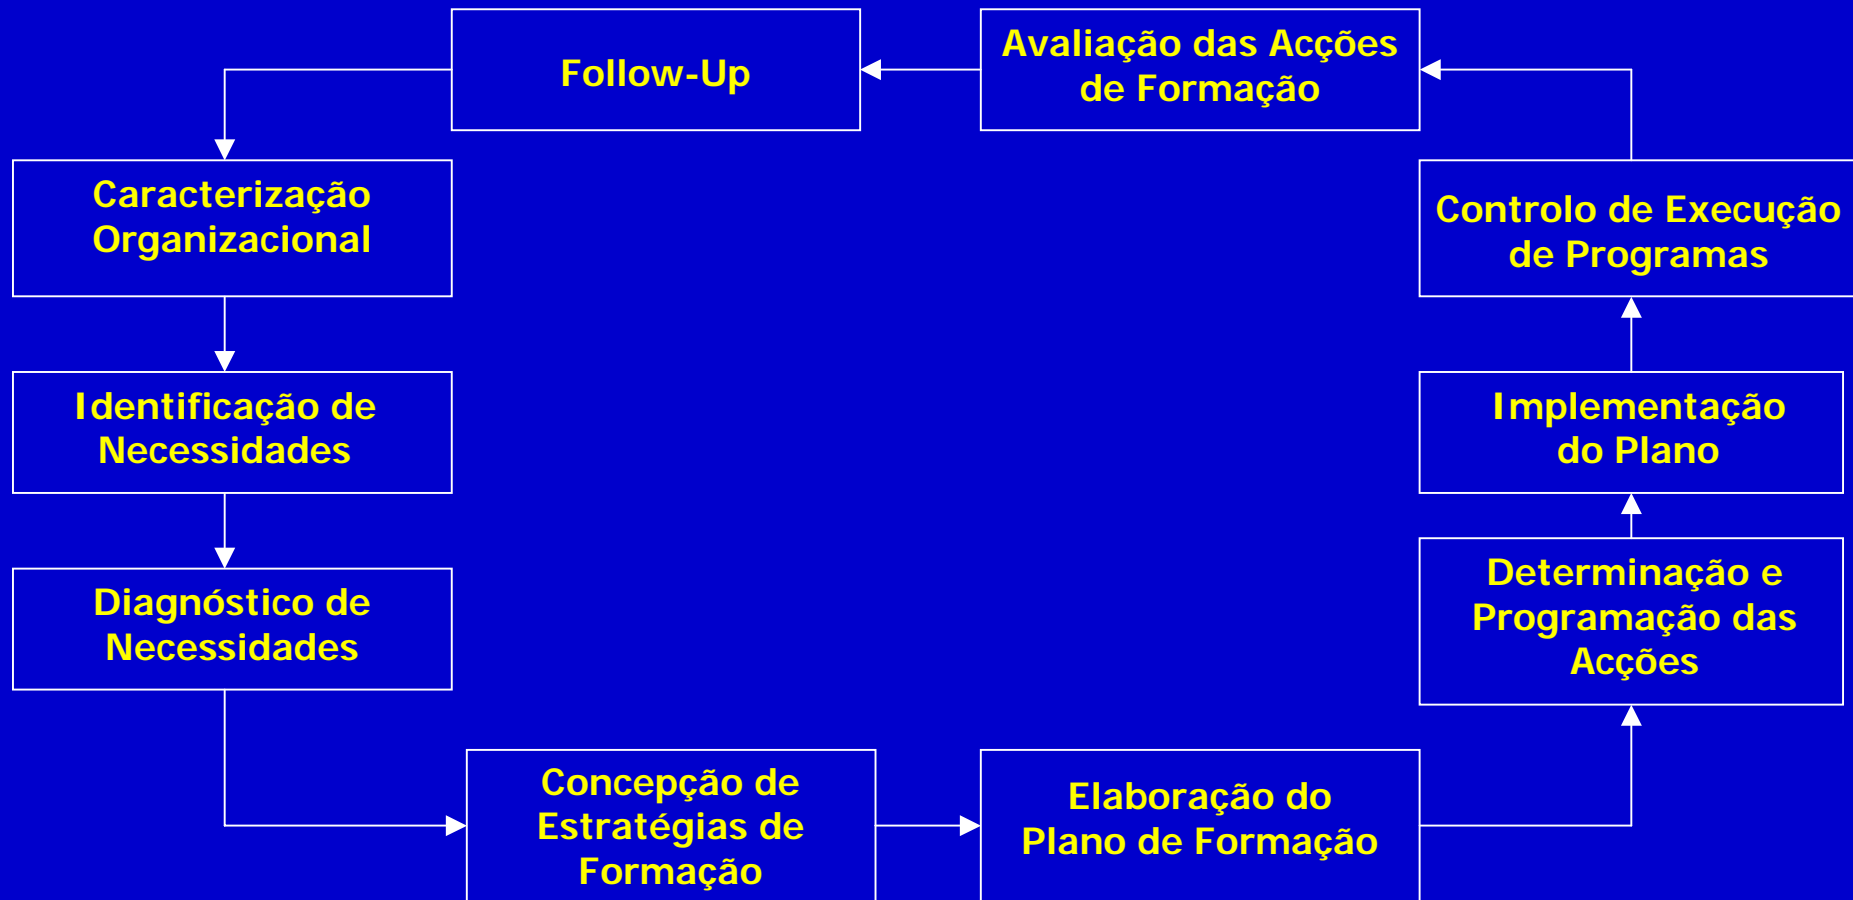 Follow-Up
Avaliação das Acções
de Formação
Caracterização
Organizacional
Controlo de Execução
de Programas
Identificação de
Necessidades
Implementação
do Plano
Diagnóstico de
Necessidades
Determinação e
Programação das
Acções
Concepção de
Estratégias de
Formação
Elaboração do
Plano de Formação